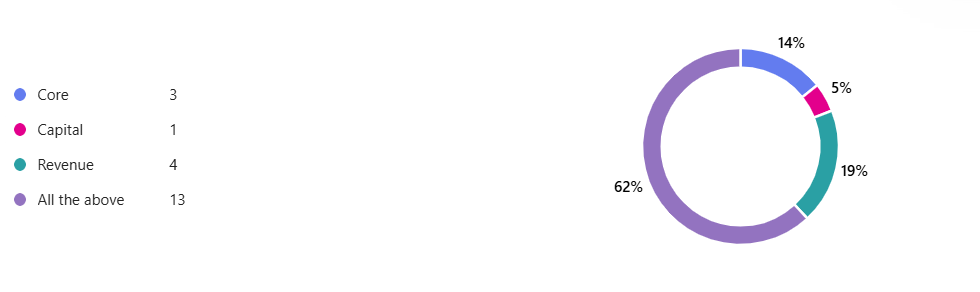 Core 3
Capital 1
Revenue 4
All the above 13
14%
5%
19%
62%